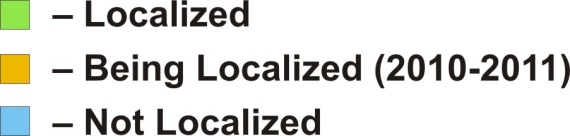 – Localized
– Being Localized (2010-2011)
– Not Localized